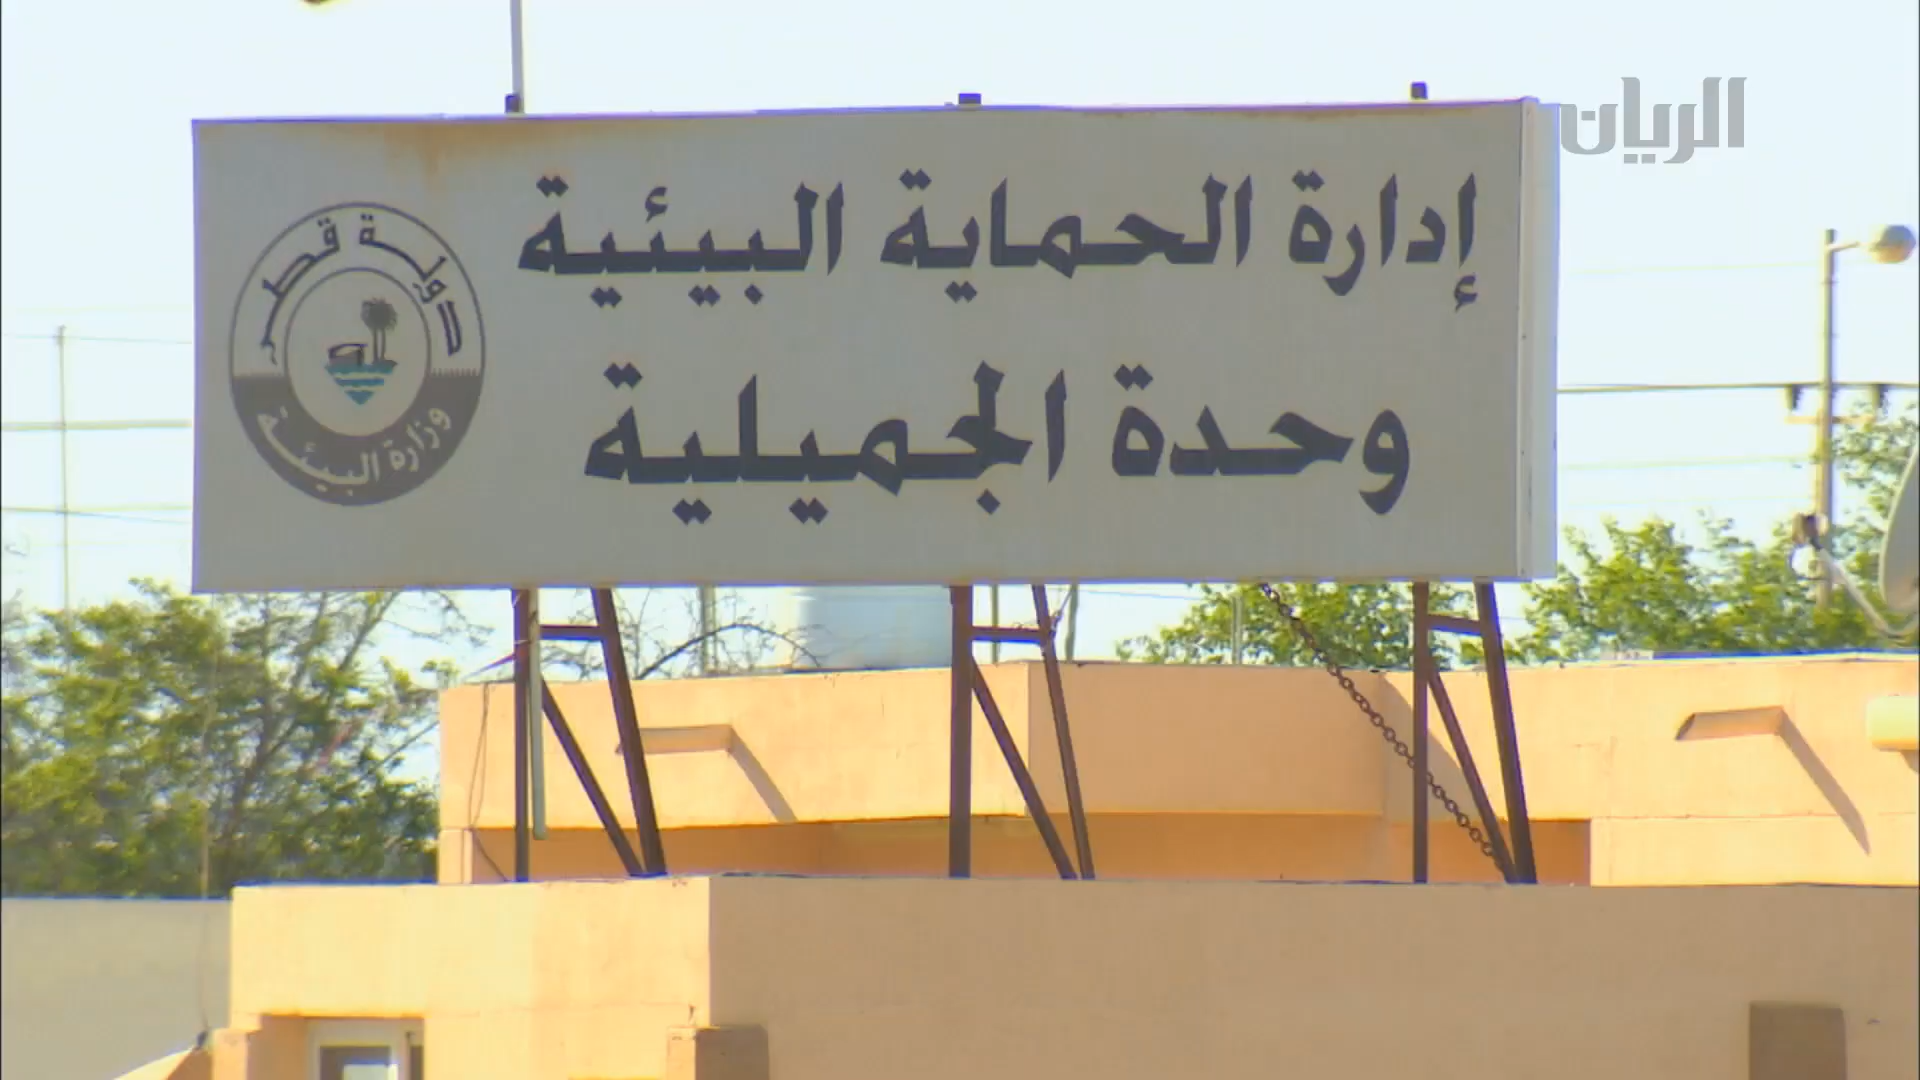 الريان
إدارة الحماية البيئية
وحدة الجميلية
دولة قطر
وزارة البيئة